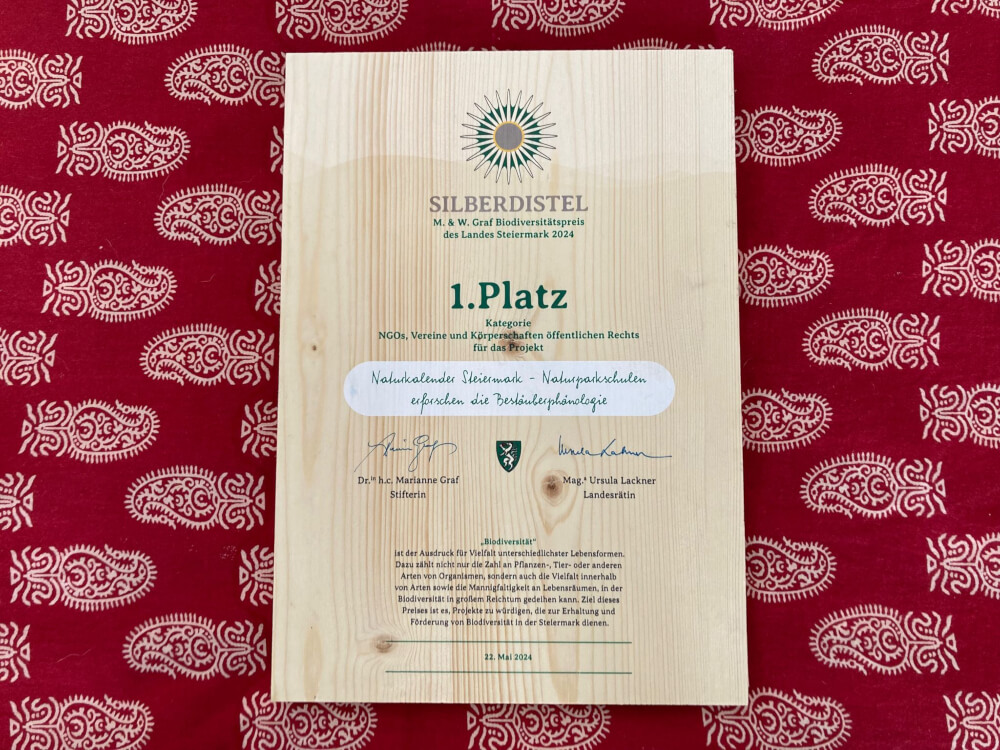 SILBERDISTEL
M. & W. Graf Biodiversitätspreis
des Landes Steiermark 2024
1.Platz
Kategorie
NGOs, Vereine und Körperschaften öffentlichen Rechts
für das Projekt
Naturkalender Steiermark - Naturparkschulen
erforschen die Bestäuberphänologie
Dr.in h.c. Marianne Graf
Stifterin
Mag.a Ursula Lackner
Landesrätin
„Biodiversität“
ist der Ausdruck für Vielfalt unterschiedlichster Lebensformen.
Dazu zählt nicht nur die Zahl an Pflanzen-, Tier- oder anderen
Arten von Organismen, sondern auch die Vielfalt innerhalb
von Arten sowie die Mannigfaltigkeit an Lebensräumen, in der
Biodiversität in großem Reichtum gedeihen kann. Ziel dieses
Preises ist es, Projekte zu würdigen, die zur Erhaltung und
Förderung von Biodiversität in der Steiermark dienen.
22. Mai 2024